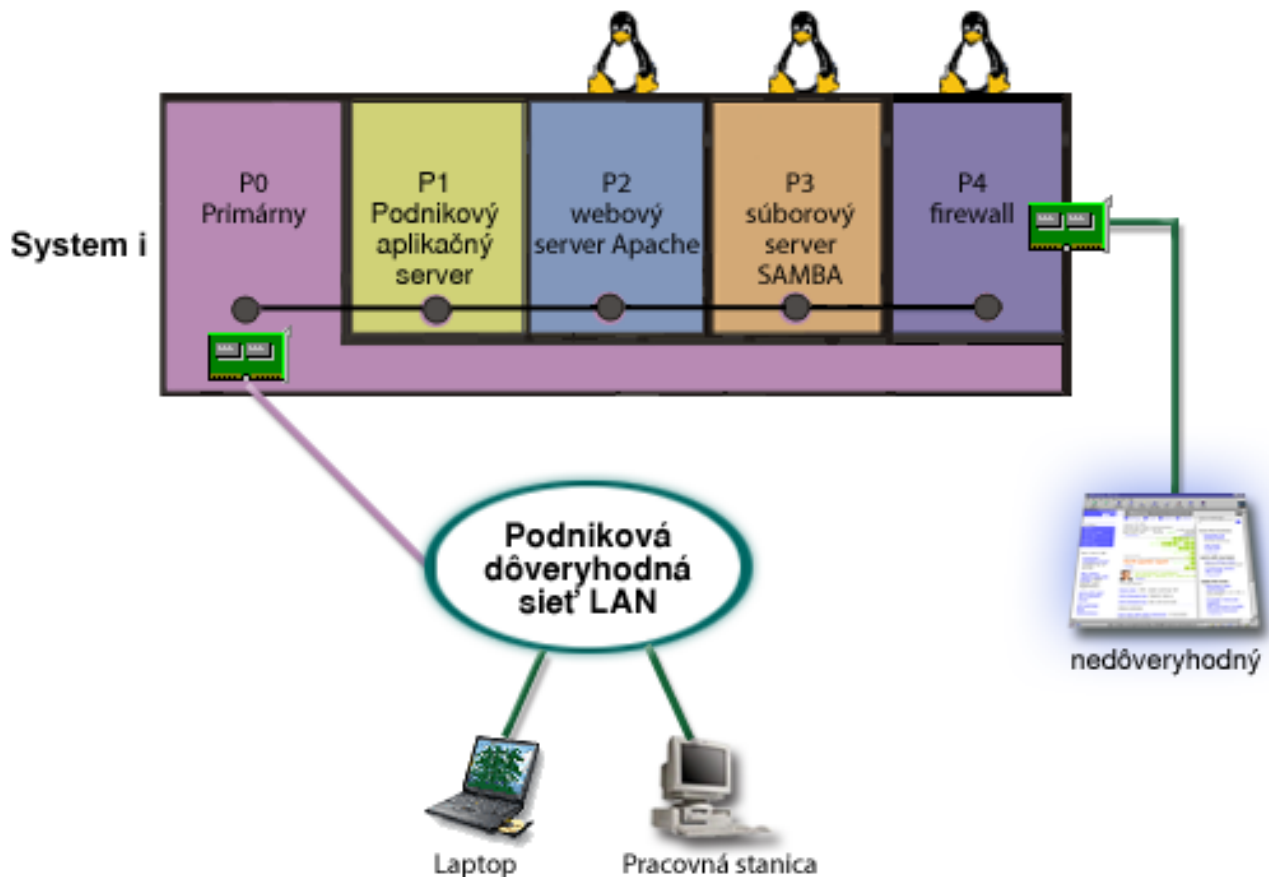 System i
P0
Primárny
P1
Podnikový
aplikačný
server
P2
webový
server Apache
P3
súborový
server
SAMBA
P4
firewall
Podniková
dôveryhodná
sieť LAN
nedôveryhodný
Laptop
Pracovná stanica